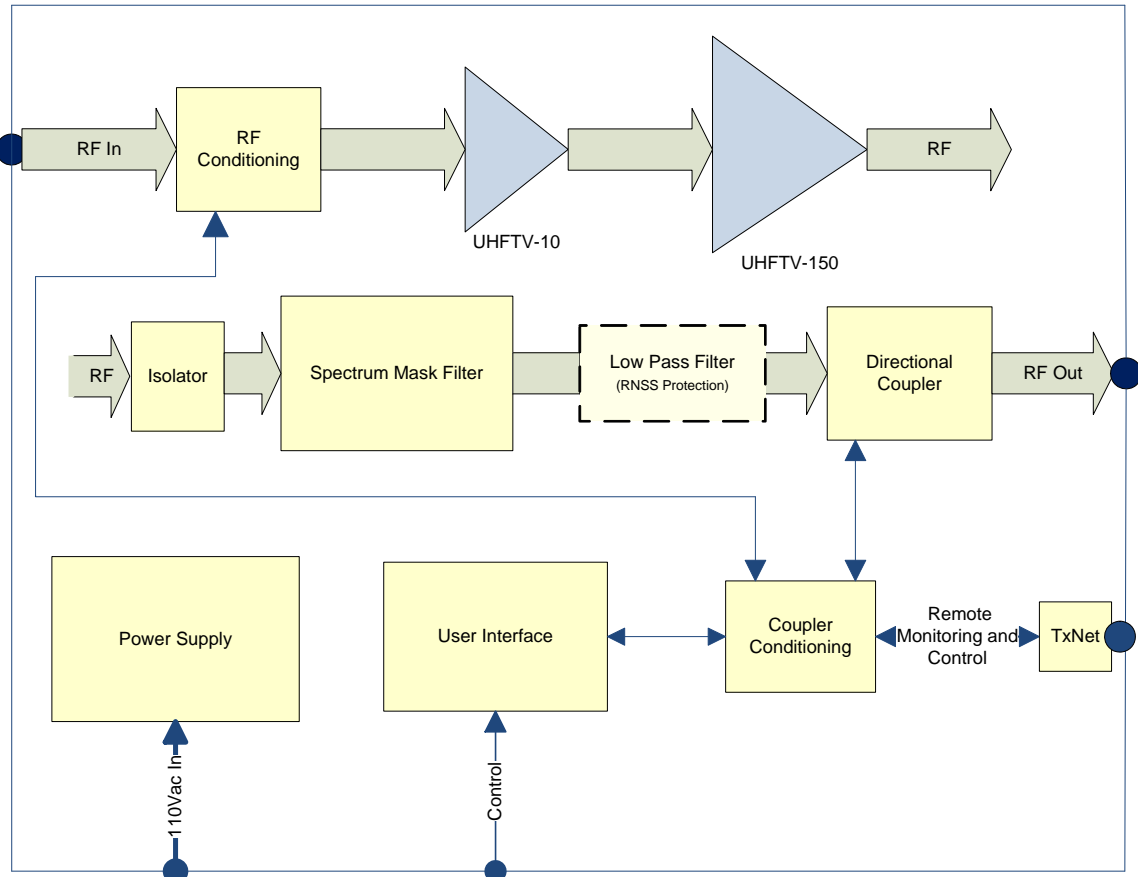 RF In
RF
Conditioning
RF
UHFTV-10
UHFTV-150
RF
Isolator
Spectrum Mask Filter
Low Pass Filter
(RNSS Protection)
Directional
Coupler
RF Out
Power Supply
User Interface
Coupler
Conditioning
Remote
Monitoring and
Control
TxNet
110Vac In
Control